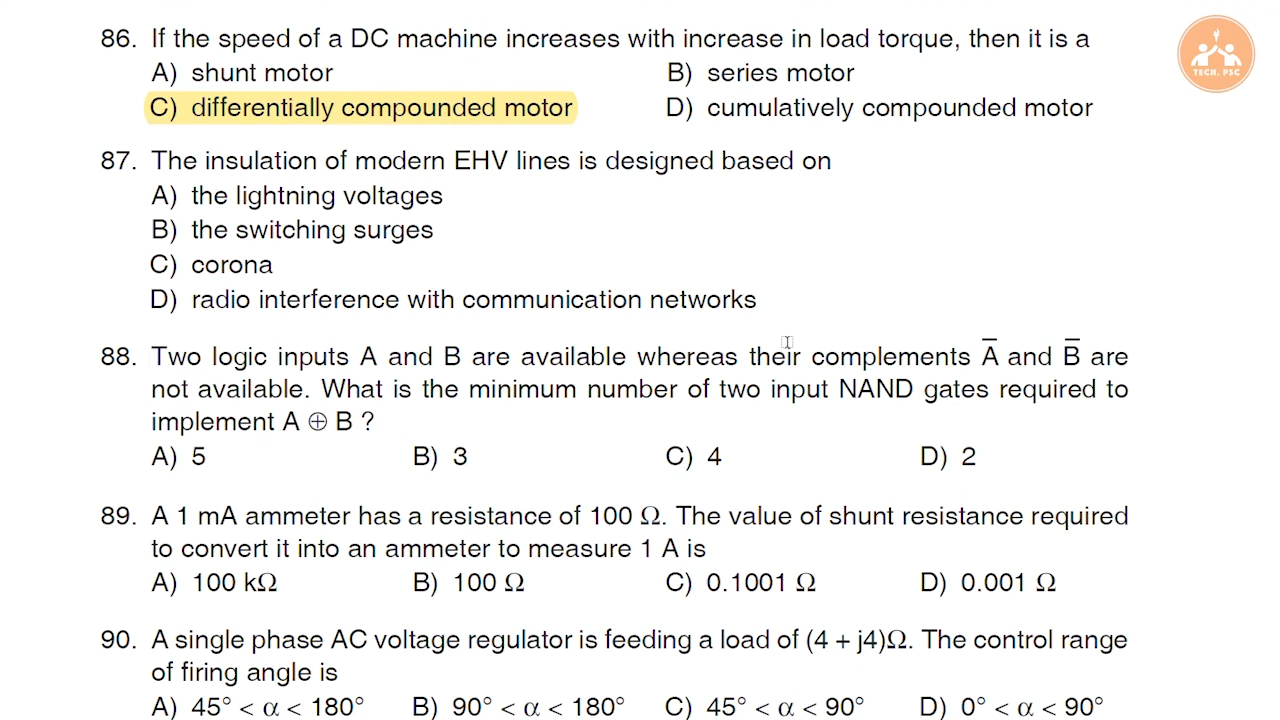 TECH. PSC
86. If the speed of a DC machine increases with increase in load torque, then it is a
A) shunt motor B) series motor
C) differentially compounded motor D) cumulatively compounded motor
87. The insulation of modern EHV lines is designed based on
A) the lightning voltages
B) the switching surges
C) corona
D) radio interference with communication networks
88. Two logic inputs A and B are available whereas their complements A̅ and B̅ are
not available. What is the minimum number of two input NAND gates required to
implement A ⊕ B ?
A) 5 B) 3 C) 4 D) 2
89. A 1 mA ammeter has a resistance of 100 Ω. The value of shunt resistance required
to convert it into an ammeter to measure 1 A is
A) 100 kΩ B) 100 Ω C) 0.1001 Ω D) 0.001 Ω
90. A single phase AC voltage regulator is feeding a load of (4 + j4)Ω. The control range
of firing angle is
A) 45° < α < 180° B) 90° < α < 180° C) 45° < α < 90° D) 0° < α < 90°